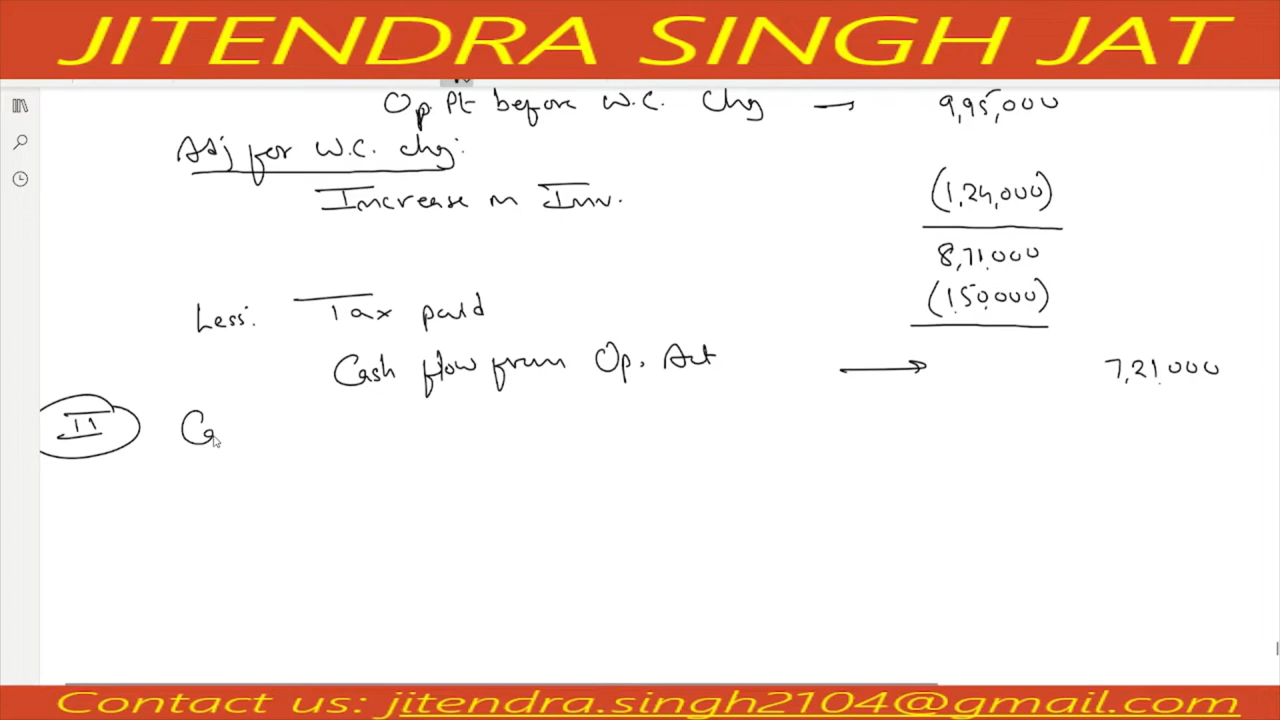 JITENDRA SINGH JAT
Op. Pt before W.C. Chg → 9,95,000
Adj for W.C. chg:
Increase in Inv. (1,24,000)
8,71,000
Less: Tax paid (1,50,000)
Cash flow from Op. Act → 7,21,000
II Ca
Contact us: jitendra.singh2104@gmail.com